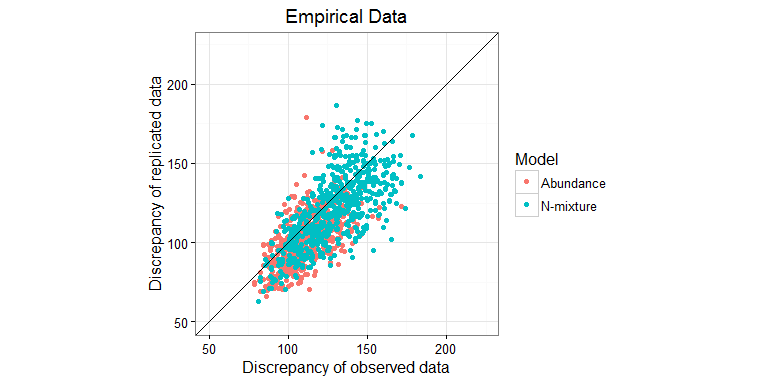 Empirical Data
Discrepancy of replicated data
200
150
100
50
50 100 150 200
Discrepancy of observed data
Model
Abundance
N-mixture